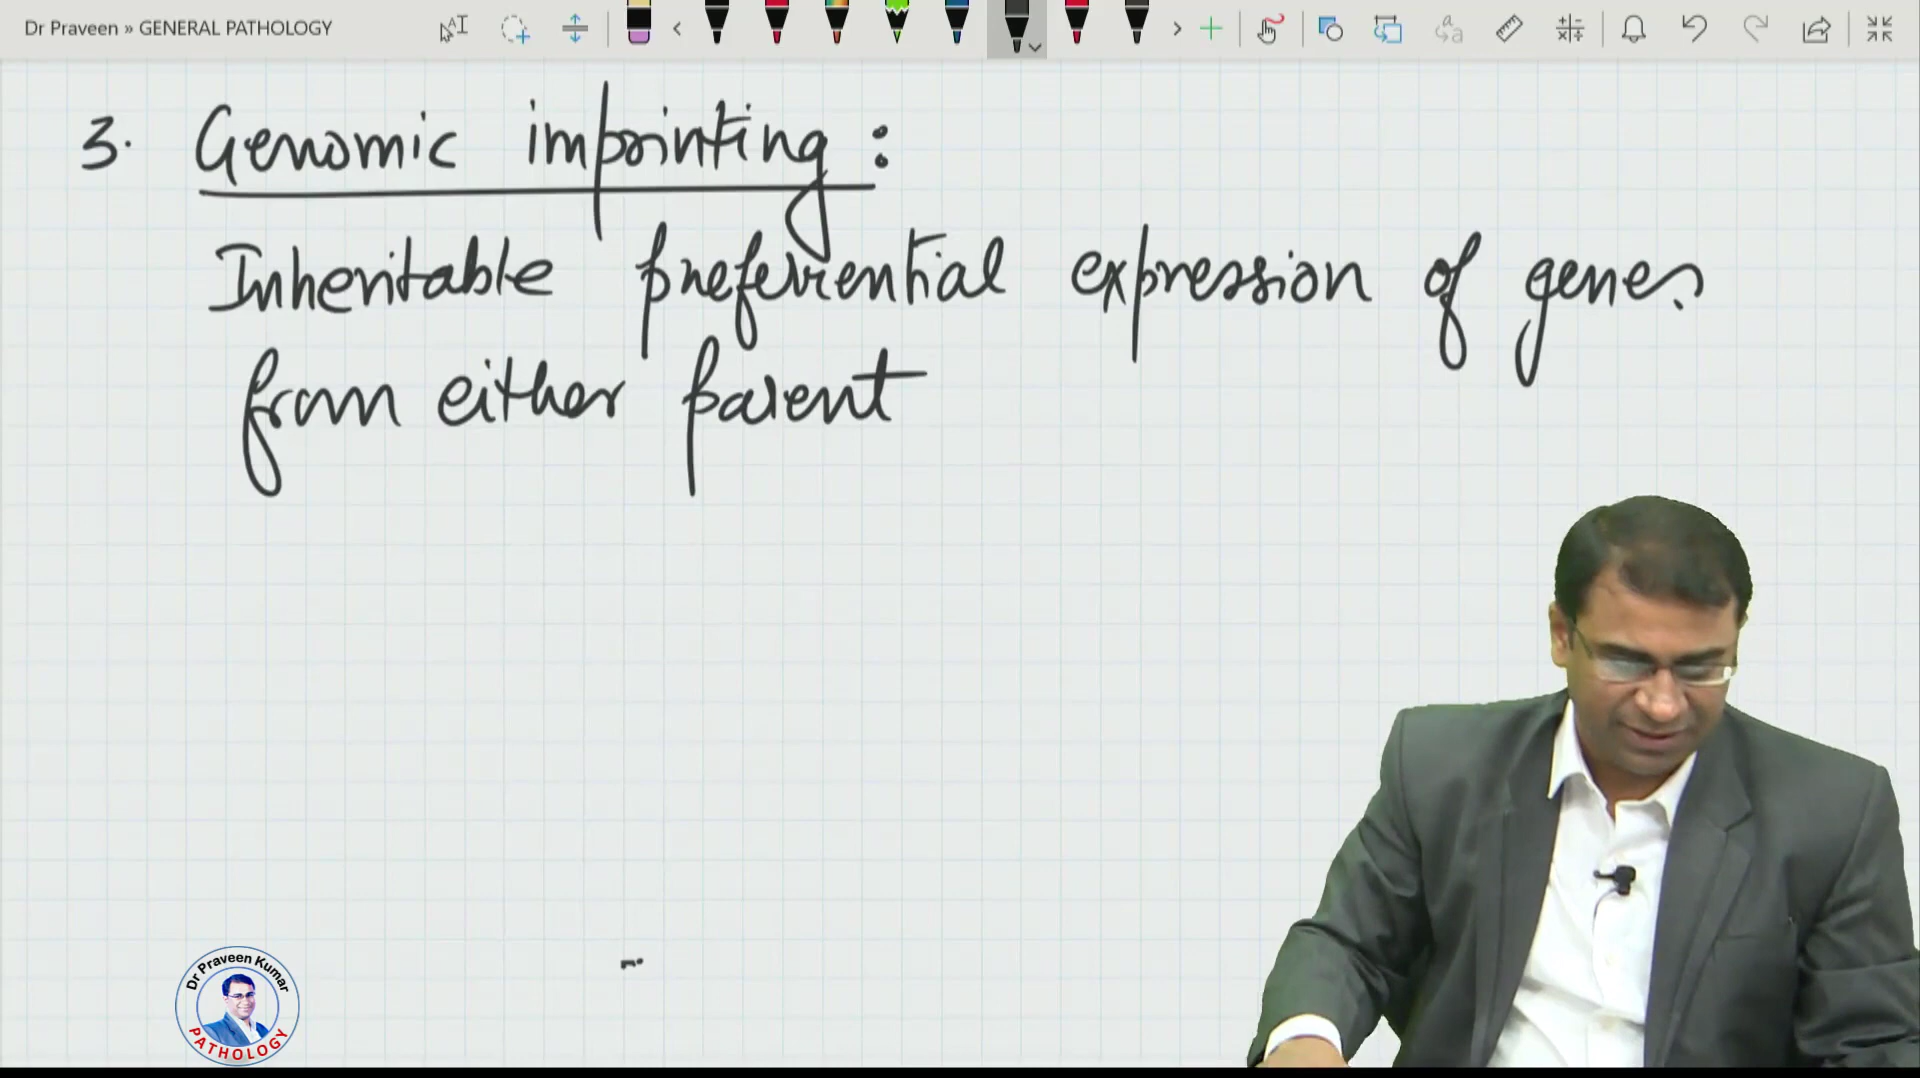 Dr Praveen » GENERAL PATHOLOGY
3. Genomic imprinting :
Inheritable preferential expression of genes
from either parent
Dr Praveen Kumar
PATHOLOGY